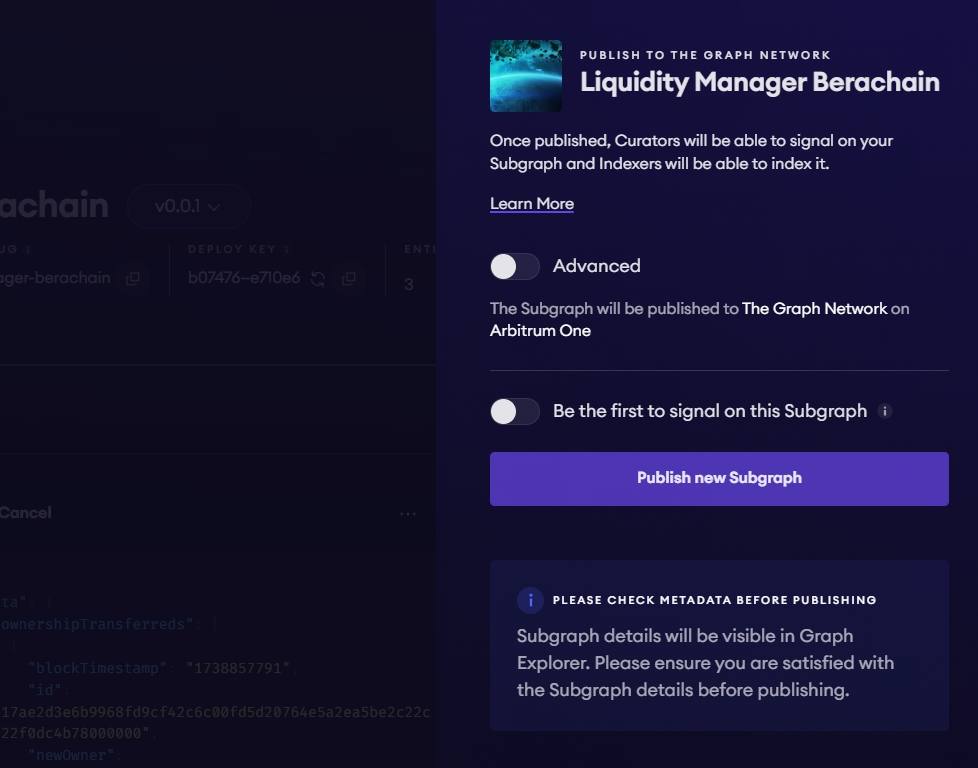 PUBLISH TO THE GRAPH NETWORK
Liquidity Manager Berachain
Once published, Curators will be able to signal on your
Subgraph and Indexers will be able to index it.
Learn More
Advanced
The Subgraph will be published to The Graph Network on
Arbitrum One
Be the first to signal on this Subgraph
Publish new Subgraph
PLEASE CHECK METADATA BEFORE PUBLISHING
Subgraph details will be visible in Graph
Explorer. Please ensure you are satisfied with
the Subgraph details before publishing.
achain v0.0.1
UG DEPLOY KEY ENTI
ager-berachain b07476–e710e6 3
Cancel
ta": {
ownershipTransferreds": [
{
"blockTimestamp": "1738857791",
"id":
17ae2d3e6b9968fd9cf42c6c00fd5d20764e5a2ea5be2c22c
22f0dc4b78000000",
"newOwner":